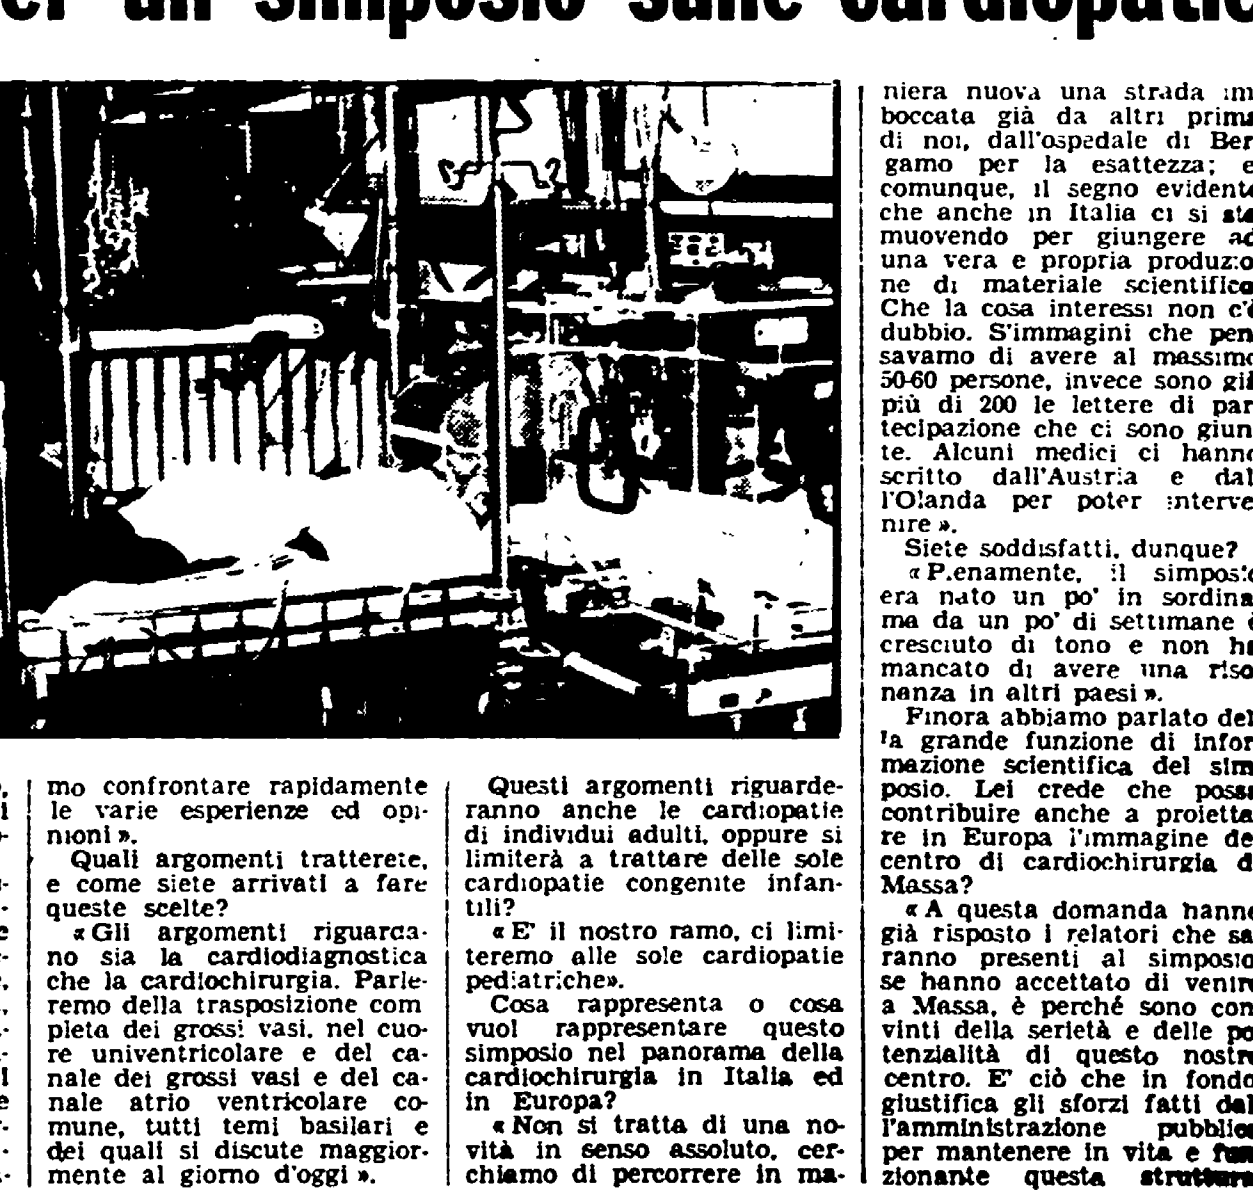 er un simposio sulle cardiopatie
mo confrontare rapidamente
le varie esperienze ed opi-
nioni ».
Quali argomenti tratterete,
e come siete arrivati a fare
queste scelte?
« Gli argomenti riguarda-
no sia la cardiodiagnostica
che la cardiochirurgia. Parle-
remo della trasposizione com
pleta dei grossi vasi, nel cuo-
re univentricolare e del ca-
nale dei grossi vasi e del ca-
nale atrio ventricolare co-
mune, tutti temi basilari e
dei quali si discute maggior-
mente al giorno d'oggi ».
Questi argomenti riguarde-
ranno anche le cardiopatie
di individui adulti, oppure si
limiterà a trattare delle sole
cardiopatie congenite infan-
tili?
« E' il nostro ramo, ci limi-
teremo alle sole cardiopatie
pediatriche».
Cosa rappresenta o cosa
vuol rappresentare questo
simposio nel panorama della
cardiochirurgia in Italia ed
in Europa?
« Non si tratta di una no-
vità in senso assoluto, cer-
chiamo di percorrere in ma-
niera nuova una strada im
boccata già da altri prima
di noi, dall'ospedale di Ber
gamo per la esattezza; e
comunque, il segno evidente
che anche in Italia ci si sta
muovendo per giungere ad
una vera e propria produzio
ne di materiale scientifico
Che la cosa interessi non c'è
dubbio. S'immagini che pen
savamo di avere al massimo
50-60 persone, invece sono già
più di 200 le lettere di par
tecipazione che ci sono giun
te. Alcuni medici ci hanno
scritto dall'Austria e dal
l'Olanda per poter interve
nire ».
Siete soddisfatti, dunque?
« Pienamente, il simposio
era nato un po' in sordina
ma da un po' di settimane è
cresciuto di tono e non ha
mancato di avere una riso
nanza in altri paesi ».
Finora abbiamo parlato del
la grande funzione di infor
mazione scientifica del sim
posio. Lei crede che possa
contribuire anche a proietta
re in Europa l'immagine de
centro di cardiochirurgia d
Massa?
« A questa domanda hanno
già risposto i relatori che sa
ranno presenti al simposio
se hanno accettato di venire
a Massa, è perché sono con
vinti della serietà e delle po
tenzialità di questo nostro
centro. E' ciò che in fondo
giustifica gli sforzi fatti dal
l'amministrazione pubblica
per mantenere in vita e fun
zionante questa struttura